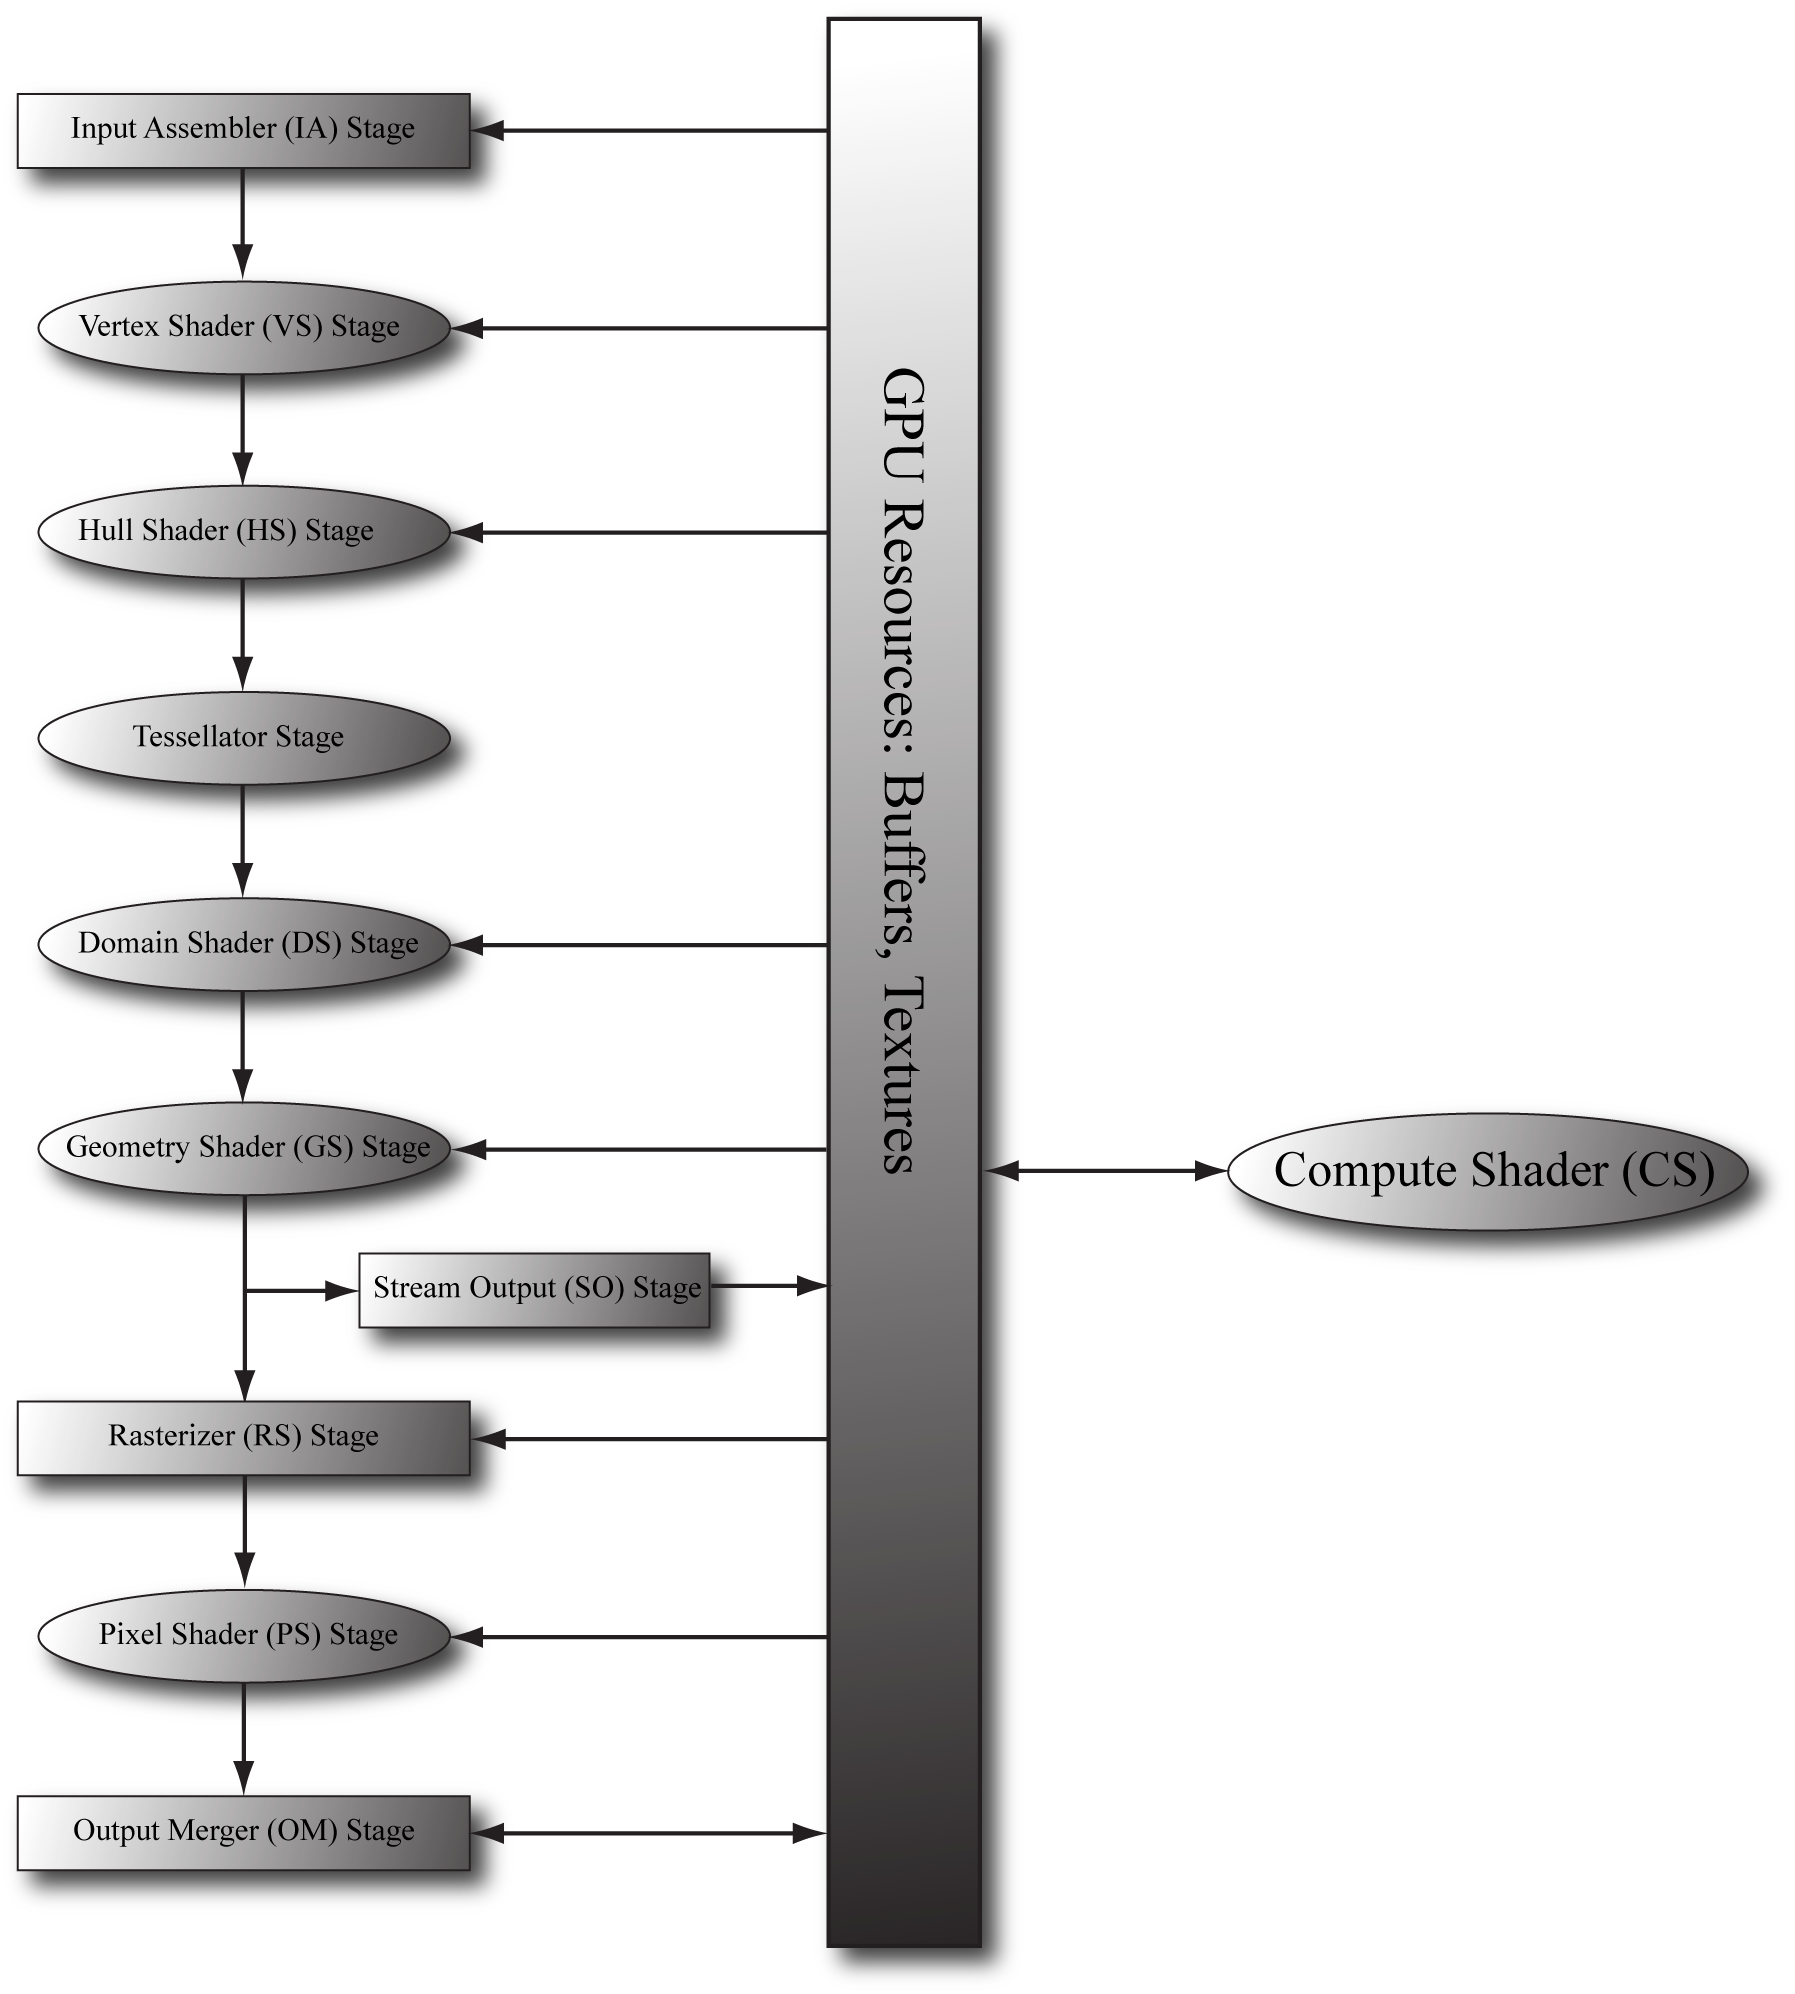 Input Assembler (IA) Stage
Vertex Shader (VS) Stage
Hull Shader (HS) Stage
Tessellator Stage
Domain Shader (DS) Stage
Geometry Shader (GS) Stage
Stream Output (SO) Stage
Rasterizer (RS) Stage
Pixel Shader (PS) Stage
Output Merger (OM) Stage
GPU Resources: Buffers, Textures
Compute Shader (CS)